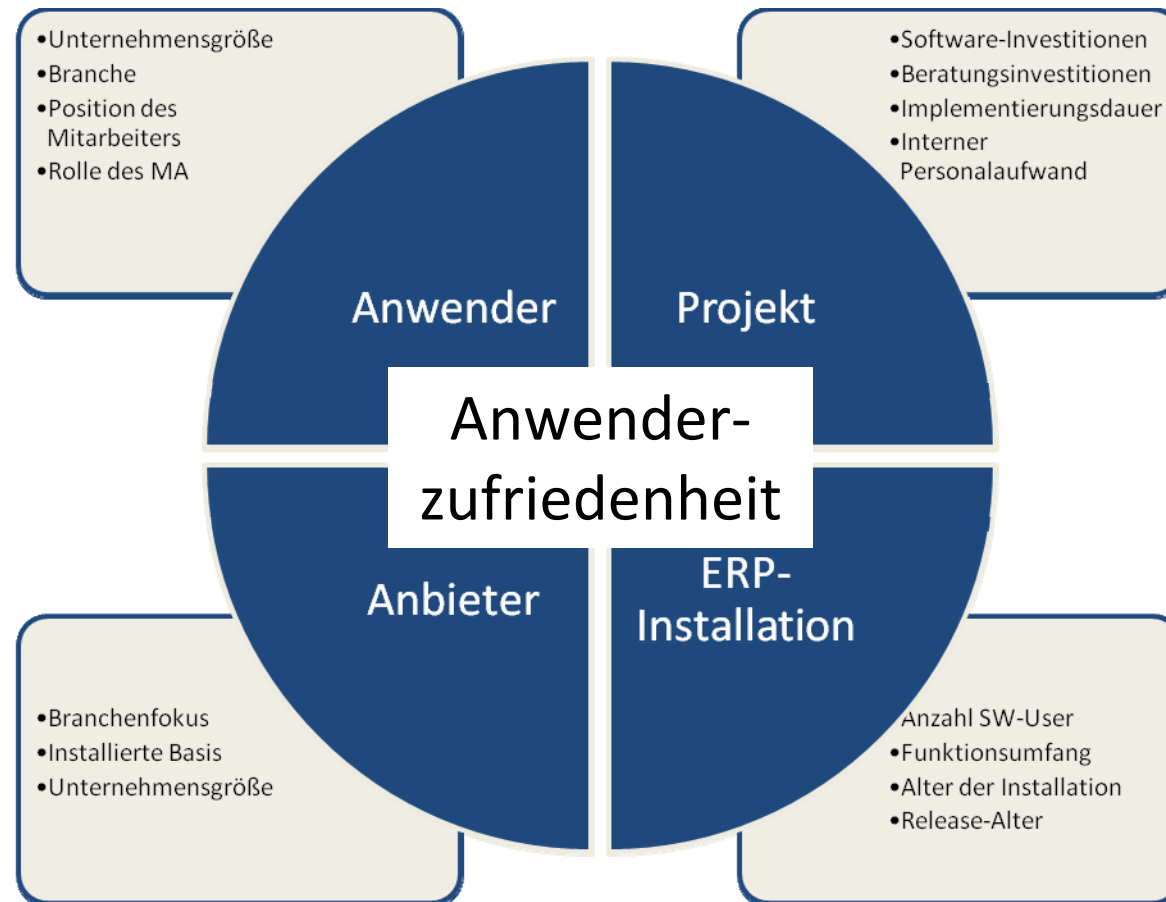 •Unternehmensgröße
•Branche
•Position des
Mitarbeiters
•Rolle des MA
•Software-Investitionen
•Beratungsinvestitionen
•Implementierungsdauer
•Interner
Personalaufwand
Anwender
Projekt
Anwender-
zufriedenheit
Anbieter
ERP-
Installation
•Branchenfokus
•Installierte Basis
•Unternehmensgröße
Anzahl SW-User
•Funktionsumfang
•Alter der Installation
•Release-Alter